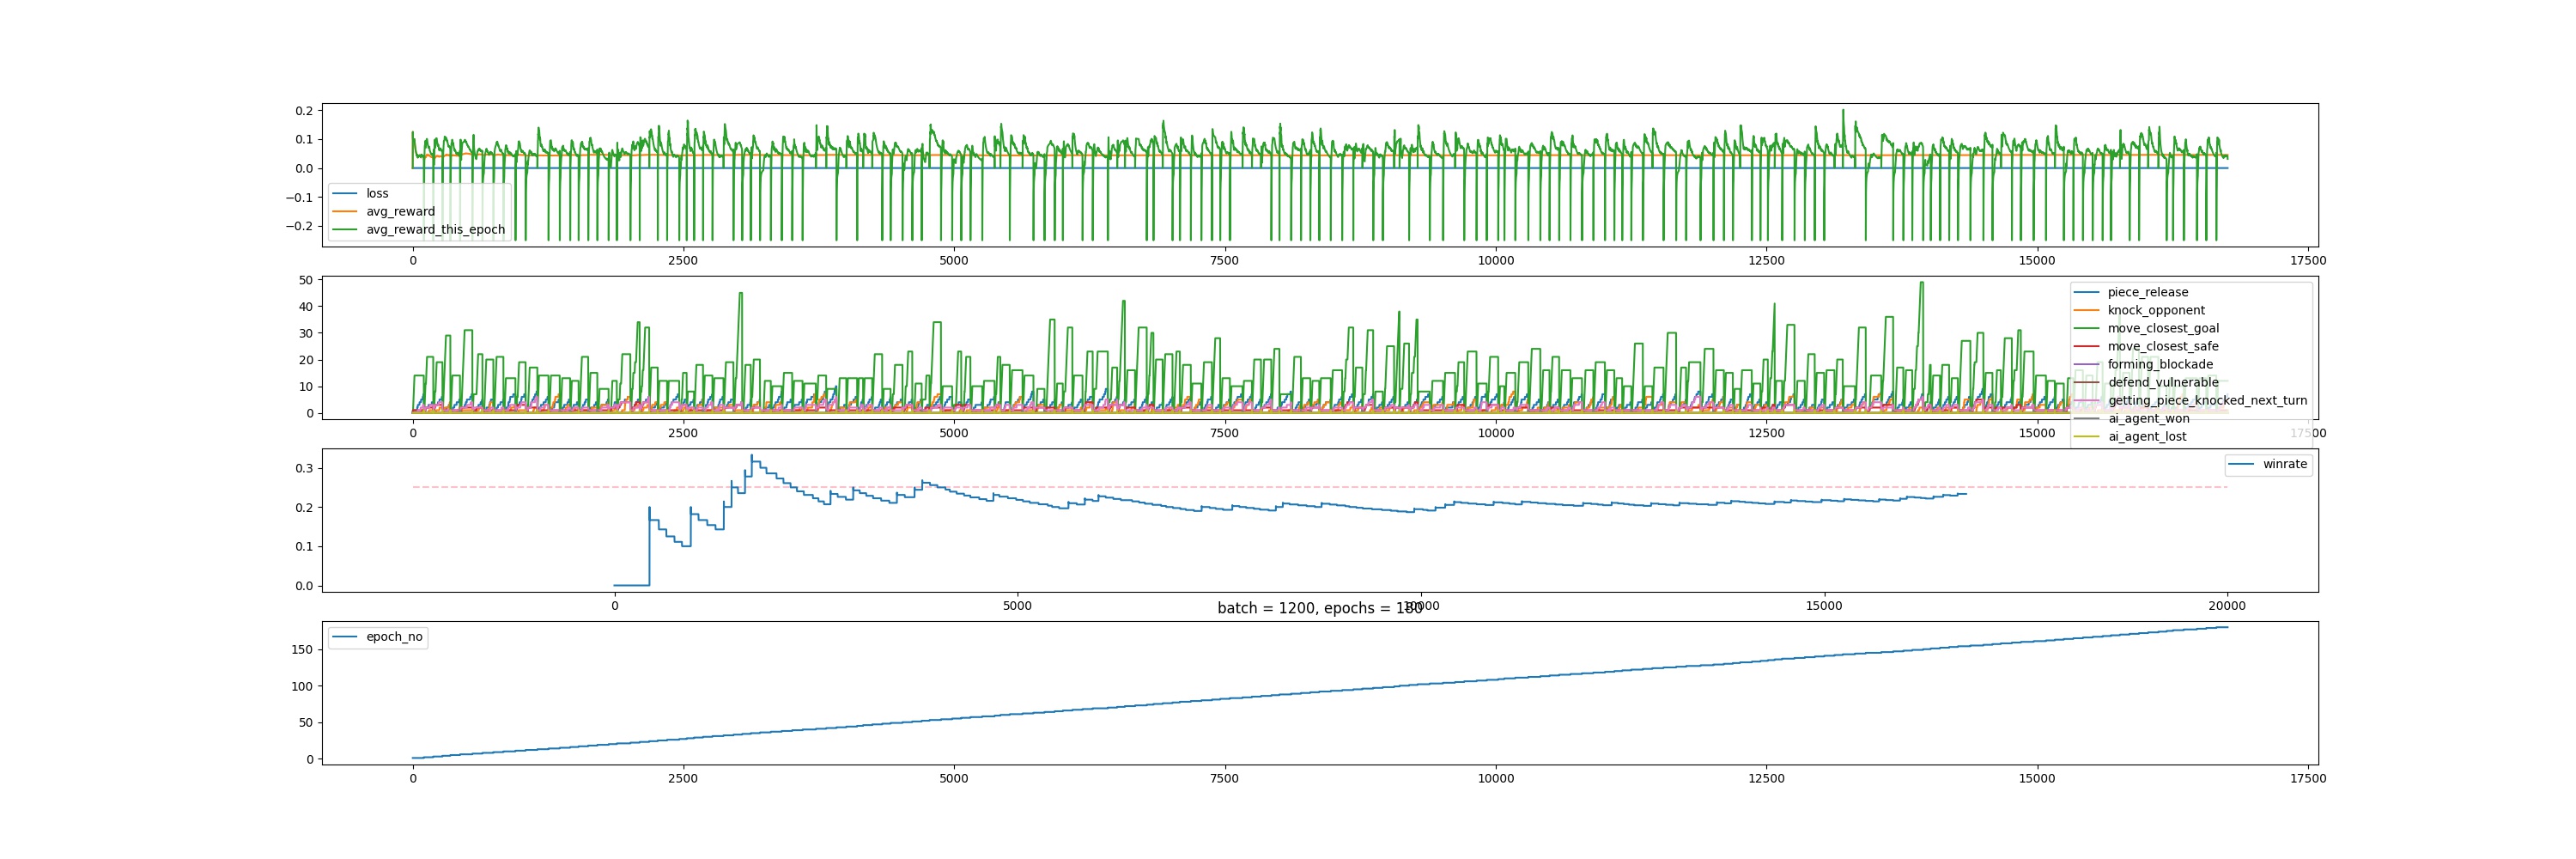 0.2
0.1
0.0
−0.1
−0.2
loss
avg_reward
avg_reward_this_epoch
0 2500 5000 7500 10000 12500 15000 17500
50
40
30
20
10
0
piece_release
knock_opponent
move_closest_goal
move_closest_safe
forming_blockade
defend_vulnerable
getting_piece_knocked_next_turn
ai_agent_won
ai_agent_lost
0 2500 5000 7500 10000 12500 15000 17500
0.3
0.2
0.1
0.0
winrate
0 5000 10000 15000 20000
batch = 1200, epochs = 180
150
100
50
0
epoch_no
0 2500 5000 7500 10000 12500 15000 17500